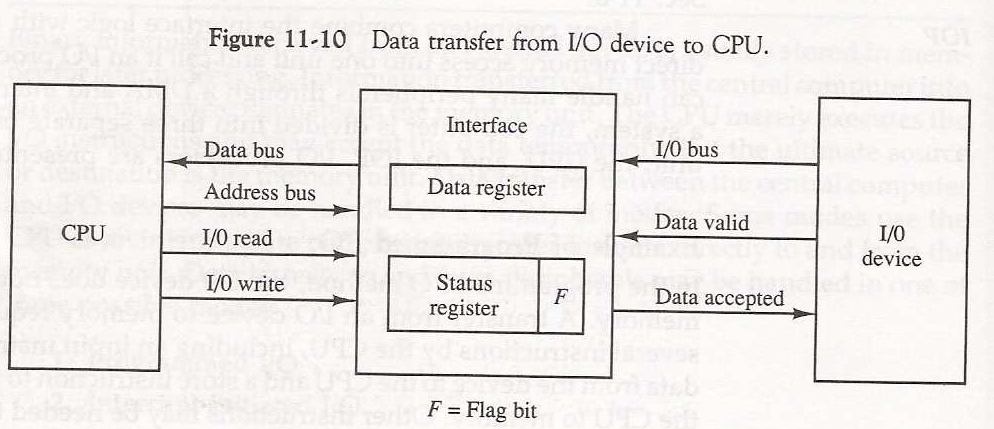 Figure 11-10 Data transfer from I/O device to CPU.
Interface
Data bus
I/0 bus
Address bus
Data register
CPU
I/0 read
Data valid
I/0
device
I/0 write
Status
register
F
Data accepted
F = Flag bit